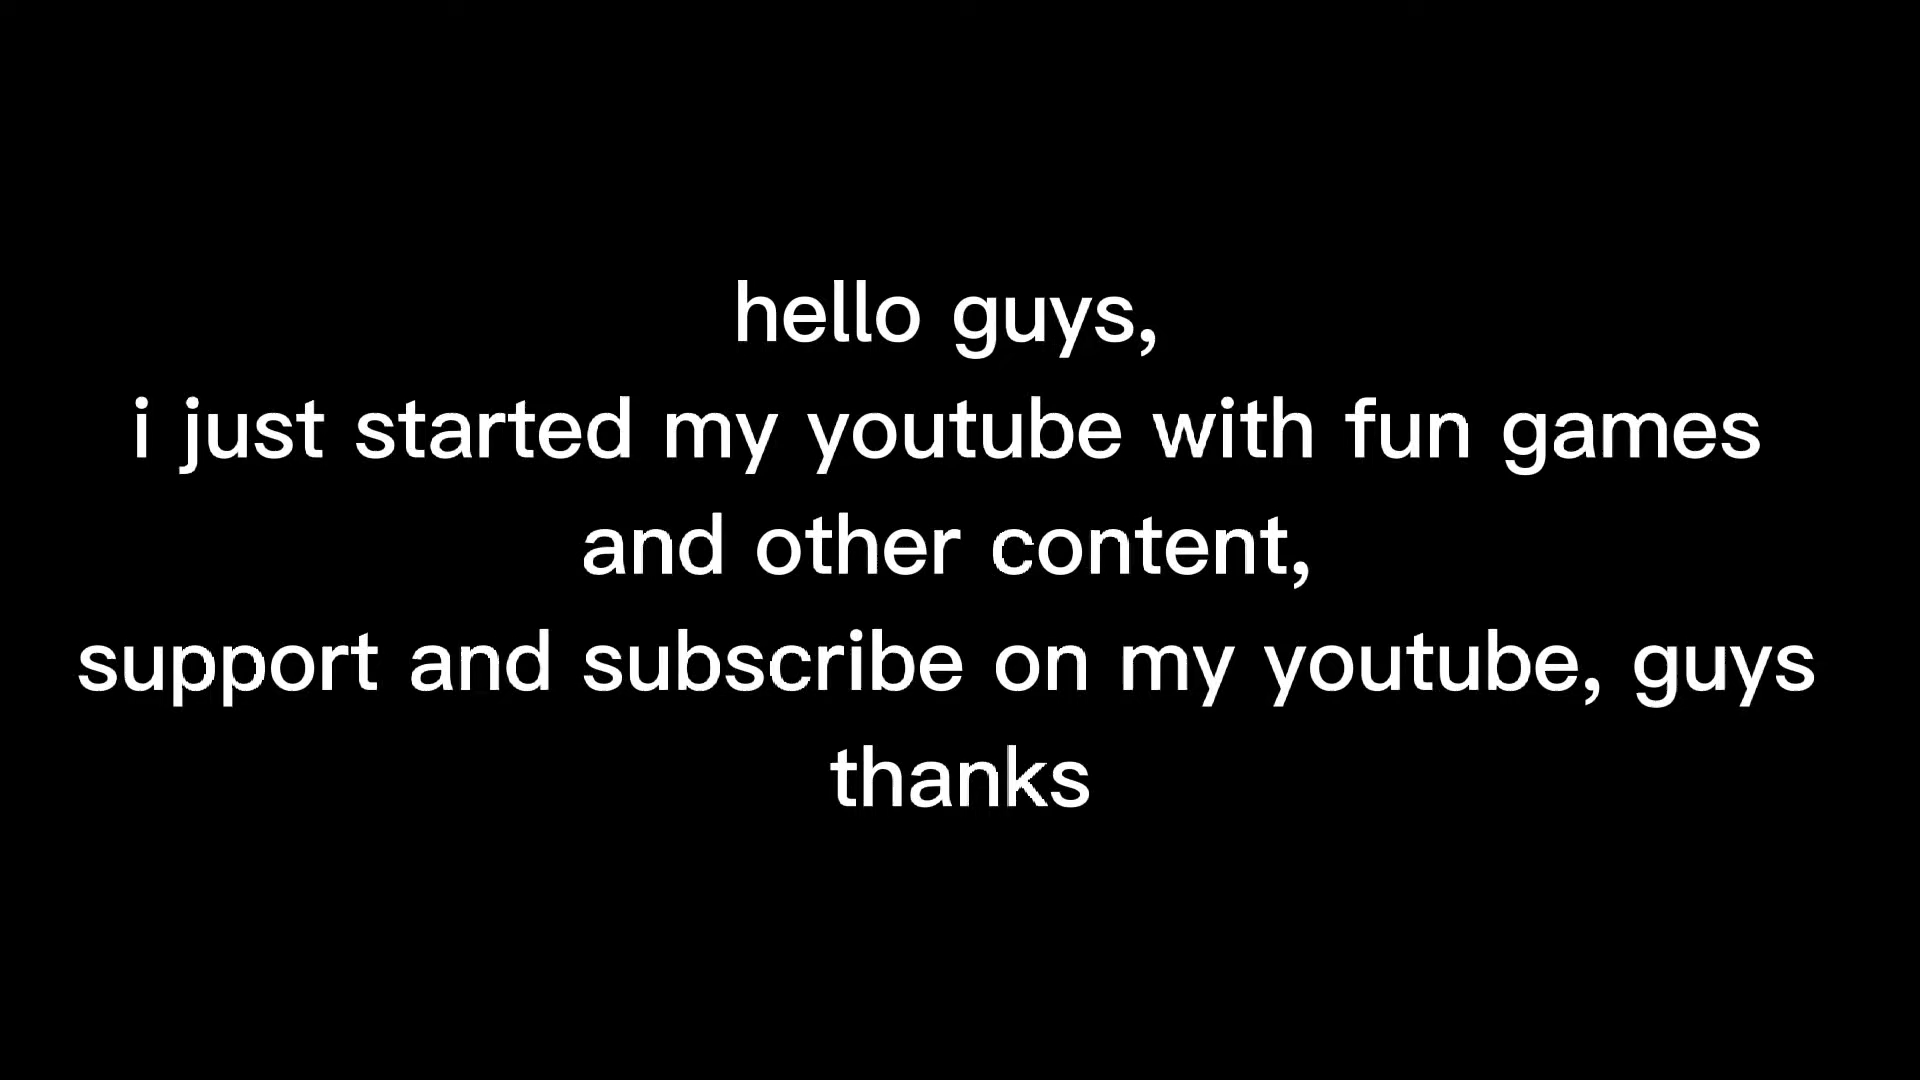 hello guys,
i just started my youtube with fun games
and other content,
support and subscribe on my youtube, guys
thanks